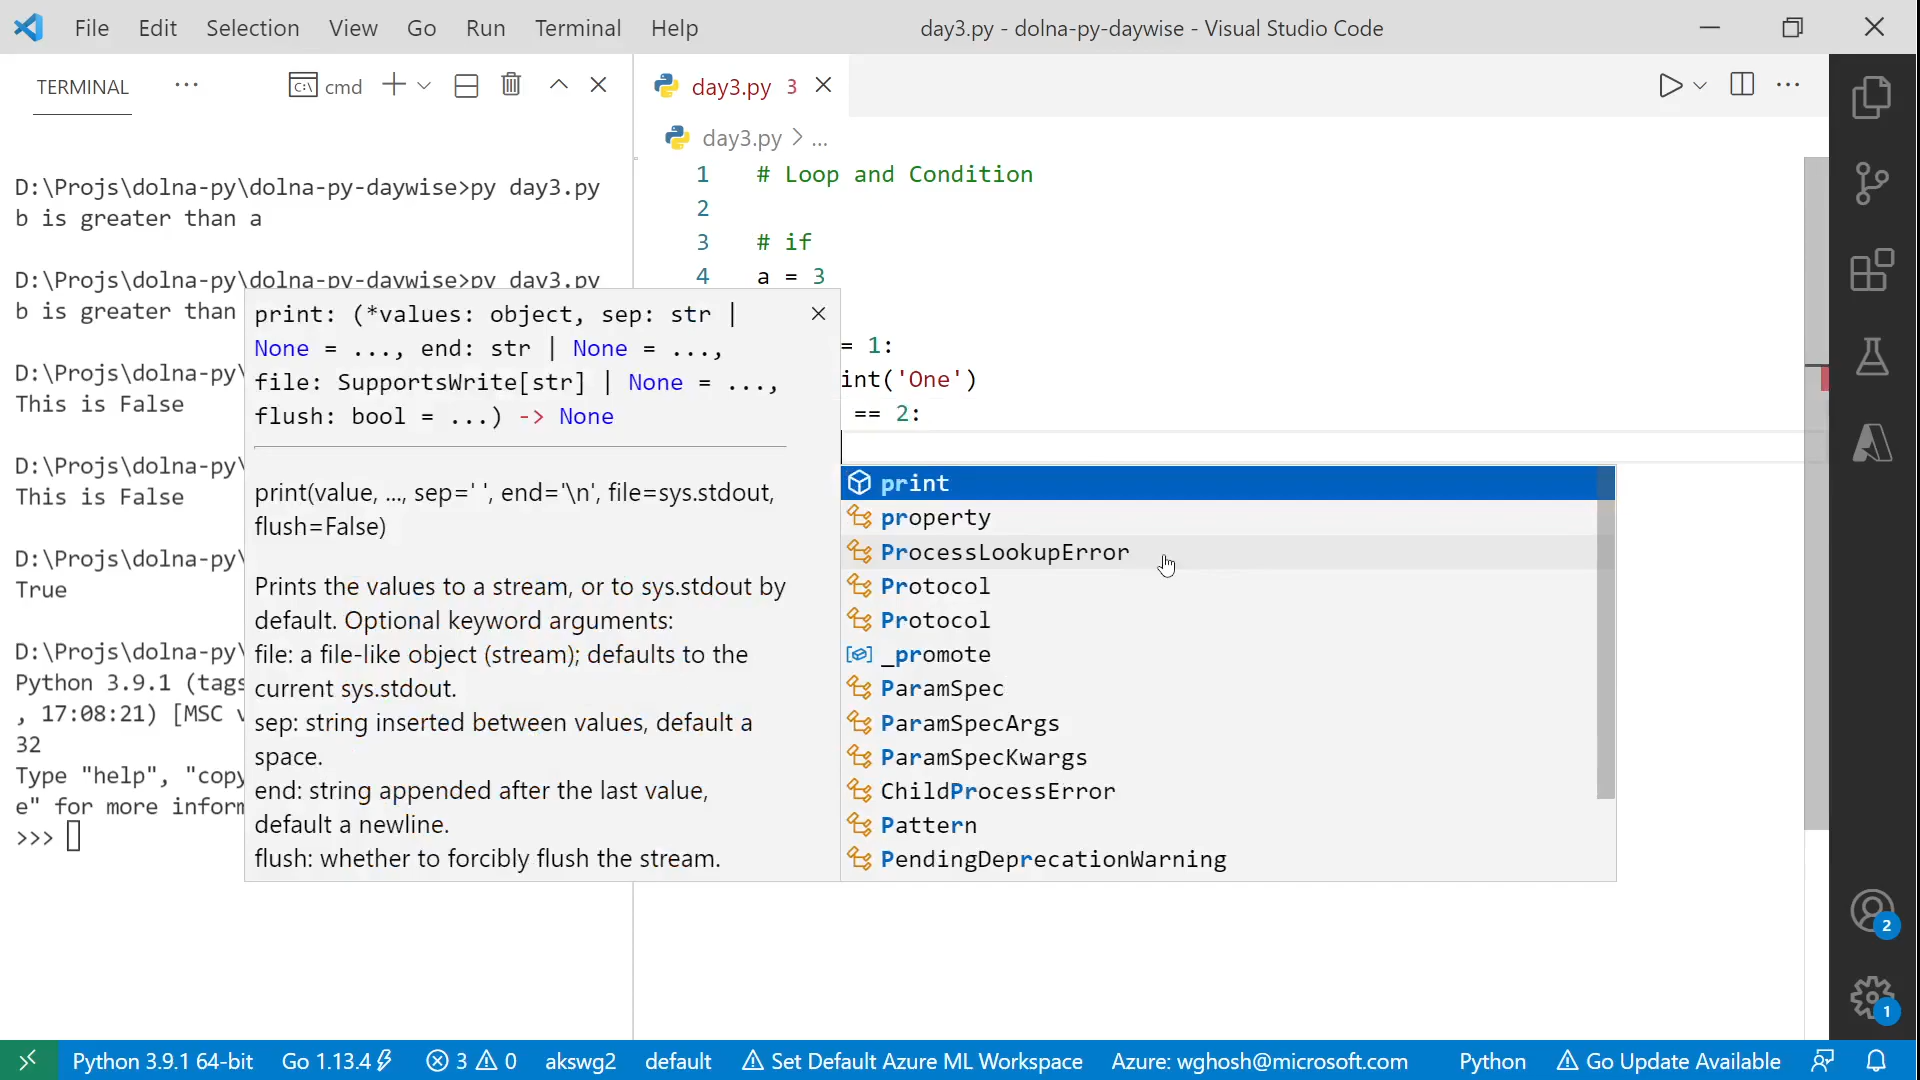 File Edit Selection View Go Run Terminal Help
day3.py - dolna-py-daywise - Visual Studio Code
TERMINAL ... cmd
D:\Projs\dolna-py\dolna-py-daywise>py day3.py
b is greater than a
D:\Projs\dolna-py\dolna-py-daywise>py day3.py
b is greater than
D:\Projs\dolna-py\
This is False
D:\Projs\dolna-py\
This is False
D:\Projs\dolna-py\
True
D:\Projs\dolna-py\
Python 3.9.1 (tags
, 17:08:21) [MSC v
32
Type "help", "copy
e" for more inform
>>>
day3.py 3
day3.py > ...
1 # Loop and Condition
2
3 # if
4 a = 3
= 1:
int('One')
== 2:
print: (*values: object, sep: str |
None = ..., end: str | None = ...,
file: SupportsWrite[str] | None = ...,
flush: bool = ...) -> None
print(value, ..., sep=' ', end='\n', file=sys.stdout,
flush=False)
Prints the values to a stream, or to sys.stdout by
default. Optional keyword arguments:
file: a file-like object (stream); defaults to the
current sys.stdout.
sep: string inserted between values, default a
space.
end: string appended after the last value,
default a newline.
flush: whether to forcibly flush the stream.
print
property
ProcessLookupError
Protocol
Protocol
_promote
ParamSpec
ParamSpecArgs
ParamSpecKwargs
ChildProcessError
Pattern
PendingDeprecationWarning
2
1
Python 3.9.1 64-bit Go 1.13.4 3 0 akswg2 default Set Default Azure ML Workspace Azure: wghosh@microsoft.com Python Go Update Available